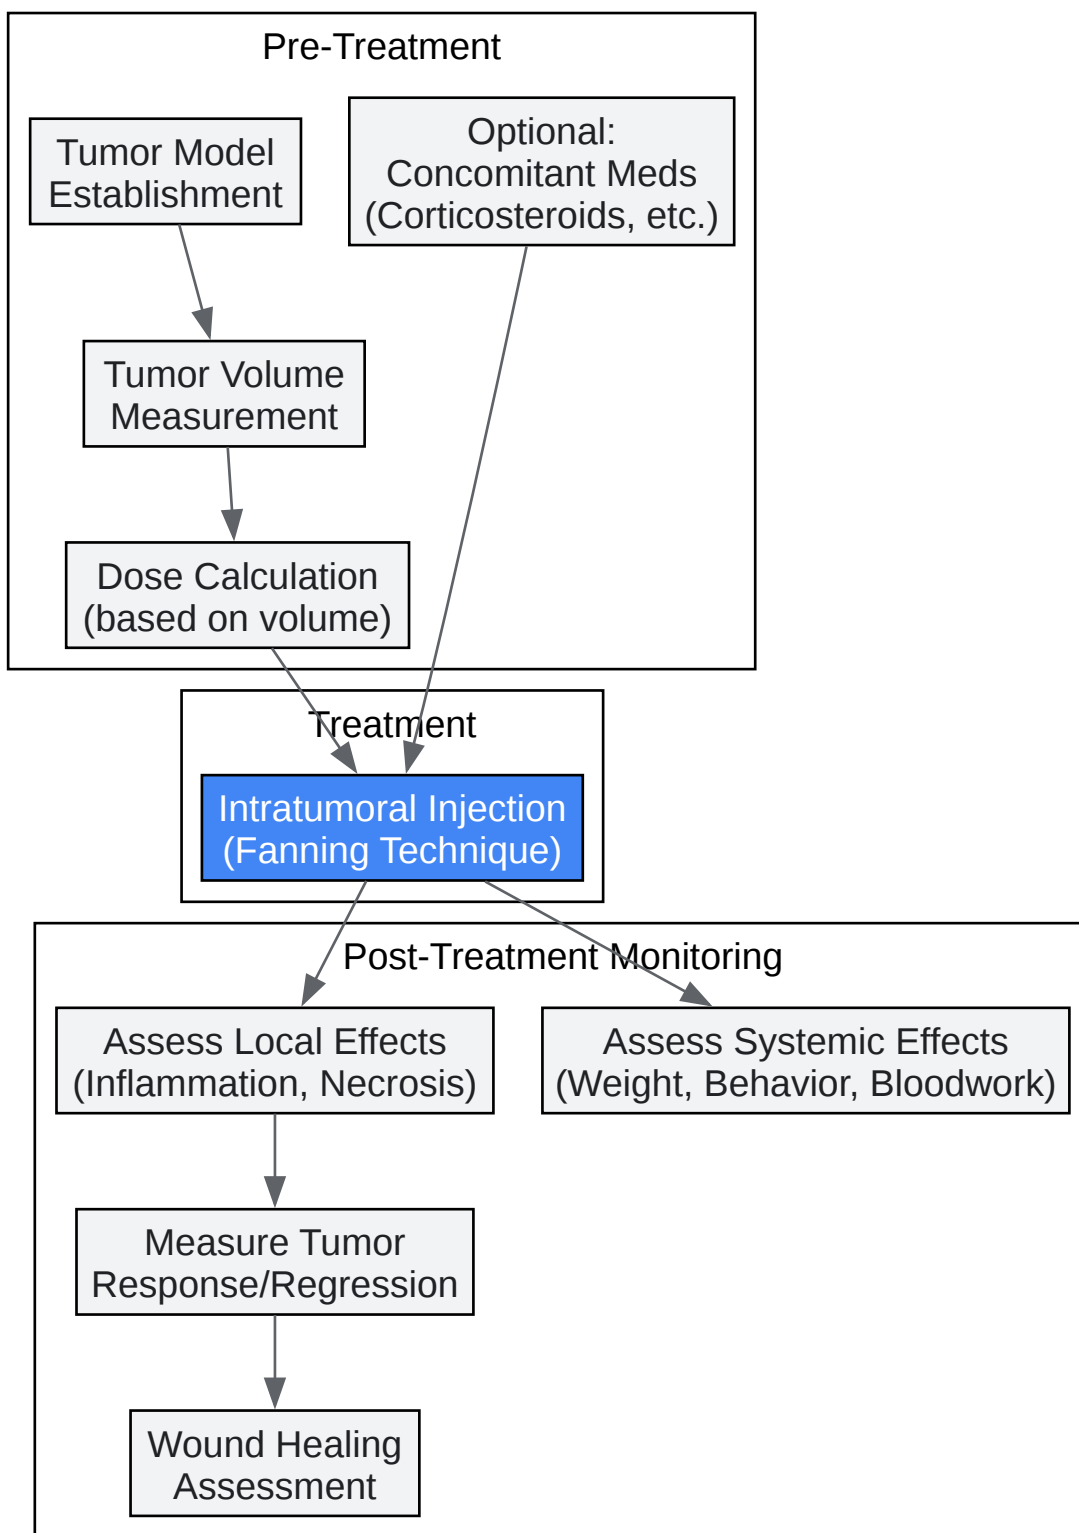 Pre-Treatment
Tumor Model
Establishment
Optional:
Concomitant Meds
(Corticosteroids, etc.)
Tumor Volume
Measurement
Dose Calculation
(based on volume)
Treatment
Intratumoral Injection
(Fanning Technique)
Post-Treatment Monitoring
Assess Local Effects
(Inflammation, Necrosis)
Assess Systemic Effects
(Weight, Behavior, Bloodwork)
Measure Tumor
Response/Regression
Wound Healing
Assessment